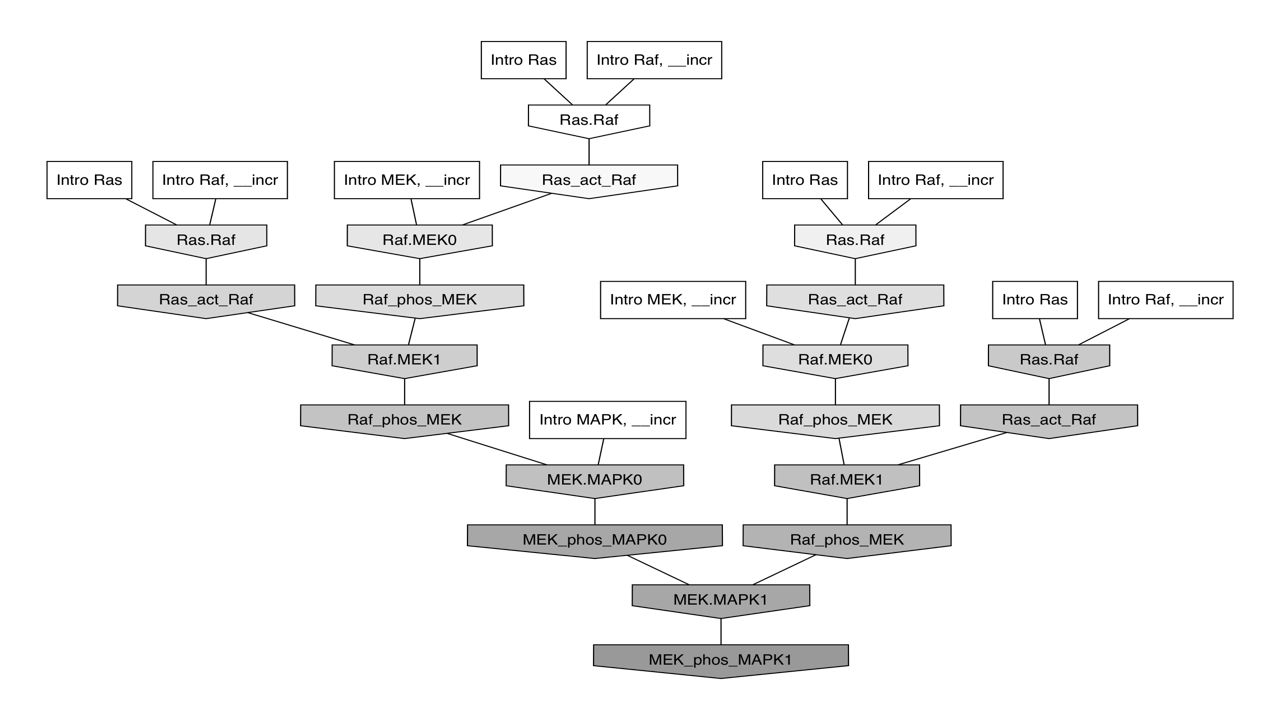 Intro Ras
Intro Raf, __incr
Ras.Raf
Intro Ras
Intro Raf, __incr
Intro MEK, __incr
Ras_act_Raf
Intro Ras
Intro Raf, __incr
Ras.Raf
Raf.MEK0
Ras.Raf
Ras_act_Raf
Raf_phos_MEK
Intro MEK, __incr
Ras_act_Raf
Intro Ras
Intro Raf, __incr
Raf.MEK1
Raf.MEK0
Ras.Raf
Raf_phos_MEK
Intro MAPK, __incr
Raf_phos_MEK
Ras_act_Raf
MEK.MAPK0
Raf.MEK1
MEK_phos_MAPK0
Raf_phos_MEK
MEK.MAPK1
MEK_phos_MAPK1